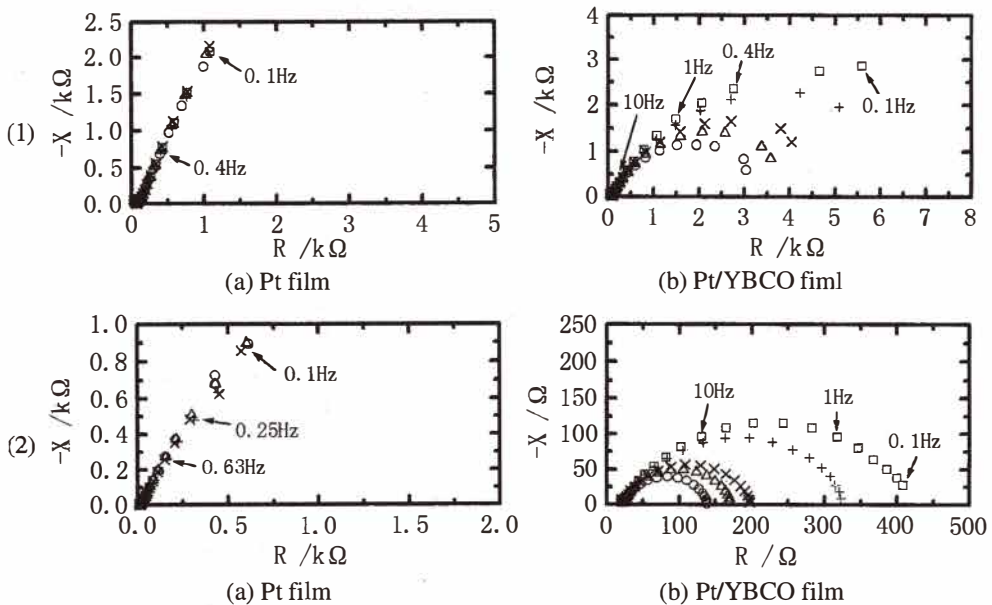 (1)
2.5
2.0
1.5
1.0
0.5
0.0
-X /kΩ
0.1Hz
0.4Hz
0 1 2 3 4 5
R /kΩ
(a) Pt film
4
3
2
1
0
-X /kΩ
10Hz
1Hz
0.4Hz
0.1Hz
0 1 2 3 4 5 6 7 8
R /kΩ
(b) Pt/YBCO fiml
(2)
1.0
0.8
0.6
0.4
0.2
0.0
-X /kΩ
0.1Hz
0.25Hz
0.63Hz
0.0 0.5 1.0 1.5 2.0
R /kΩ
(a) Pt film
250
200
150
100
50
0
-X / Ω
10Hz
1Hz
0.1Hz
0 100 200 300 400 500
R / Ω
(b) Pt/YBCO film